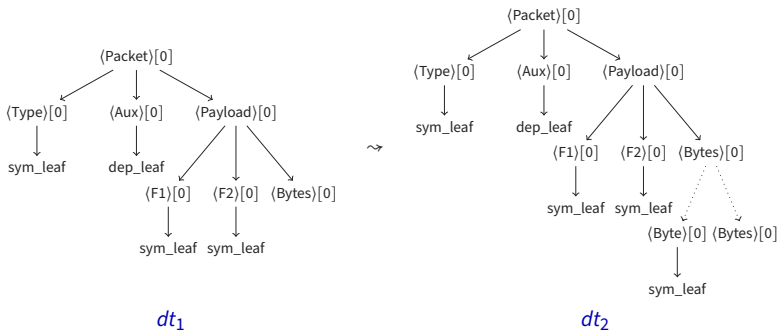 ⟨Packet⟩[0]
⟨Type⟩[0] ⟨Aux⟩[0] ⟨Payload⟩[0]
sym_leaf dep_leaf
⟨F1⟩[0] ⟨F2⟩[0] ⟨Bytes⟩[0]
sym_leaf sym_leaf
dt1
⇝
⟨Packet⟩[0]
⟨Type⟩[0] ⟨Aux⟩[0] ⟨Payload⟩[0]
sym_leaf dep_leaf
⟨F1⟩[0] ⟨F2⟩[0] ⟨Bytes⟩[0]
sym_leaf sym_leaf
⟨Byte⟩[0] ⟨Bytes⟩[0]
sym_leaf
dt2